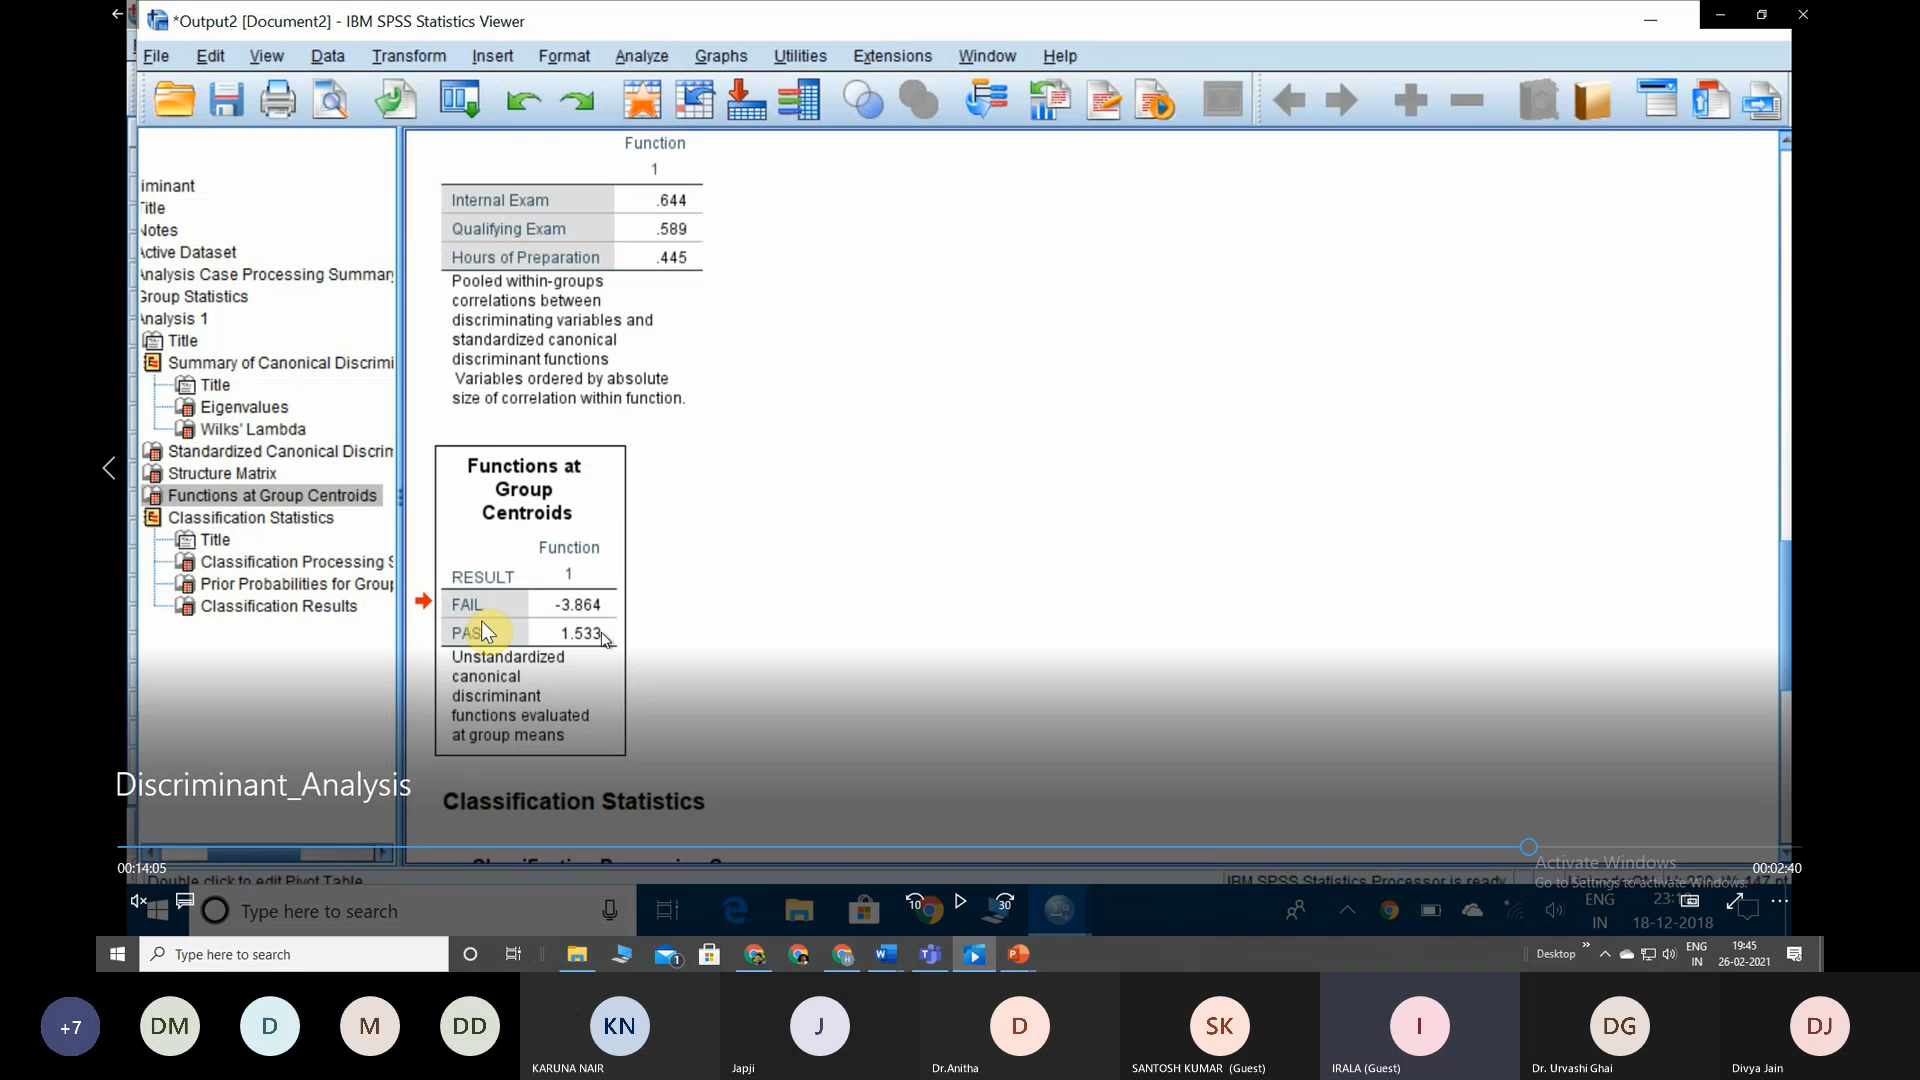 *Output2 [Document2] - IBM SPSS Statistics Viewer
File Edit View Data Transform Insert Format Analyze Graphs Utilities Extensions Window Help
iminant
Title
Notes
Active Dataset
Analysis Case Processing Summar
Group Statistics
Analysis 1
Title
Summary of Canonical Discrimi
Title
Eigenvalues
Wilks' Lambda
Standardized Canonical Discrim
Structure Matrix
Functions at Group Centroids
Classification Statistics
Title
Classification Processing S
Prior Probabilities for Group
Classification Results
Function
1
Internal Exam .644
Qualifying Exam .589
Hours of Preparation .445
Pooled within-groups
correlations between
discriminating variables and
standardized canonical
discriminant functions
Variables ordered by absolute
size of correlation within function.
Functions at
Group
Centroids
Function
RESULT 1
FAIL -3.864
PAS 1.533
Unstandardized
canonical
discriminant
functions evaluated
at group means
Classification Statistics
Discriminant_Analysis
00:14:05
00:02:40
Double click to edit Pivot Table
IBM SPSS Statistics Processor is ready
Activate Windows
Go to Settings to activate Windows.
Type here to search
10
30
ENG
IN
18-12-2018
Type here to search
1
Desktop
ENG
IN
19:45
26-02-2021
+7
DM
D
M
DD
KN
KARUNA NAIR
J
Japji
D
Dr.Anitha
SK
SANTOSH KUMAR (Guest)
I
IRALA (Guest)
DG
Dr. Urvashi Ghai
DJ
Divya Jain